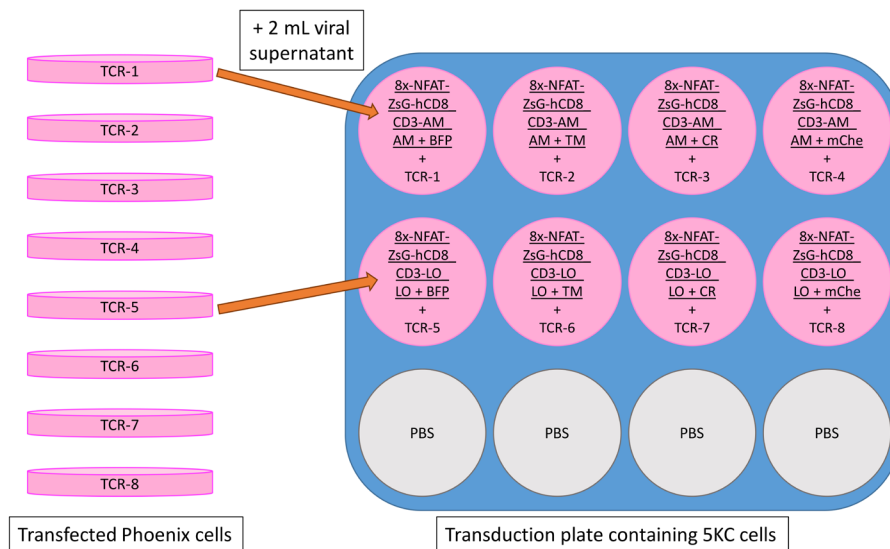 + 2 mL viral
supernatant
TCR-1
TCR-2
TCR-3
TCR-4
TCR-5
TCR-6
TCR-7
TCR-8
Transfected Phoenix cells
8x-NFAT-
ZsG-hCD8
CD3-AM
AM + BFP
+
TCR-1
8x-NFAT-
ZsG-hCD8
CD3-AM
AM + TM
+
TCR-2
8x-NFAT-
ZsG-hCD8
CD3-AM
AM + CR
+
TCR-3
8x-NFAT-
ZsG-hCD8
CD3-AM
AM + mChe
+
TCR-4
8x-NFAT-
ZsG-hCD8
CD3-LO
LO + BFP
+
TCR-5
8x-NFAT-
ZsG-hCD8
CD3-LO
LO + TM
+
TCR-6
8x-NFAT-
ZsG-hCD8
CD3-LO
LO + CR
+
TCR-7
8x-NFAT-
ZsG-hCD8
CD3-LO
LO + mChe
+
TCR-8
PBS
PBS
PBS
PBS
Transduction plate containing 5KC cells